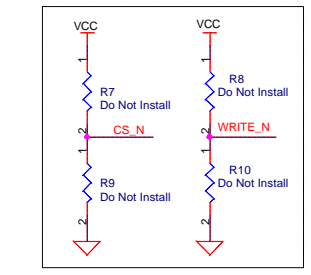 VCC
VCC
1
1
R7
Do Not Install
R8
Do Not Install
2
2
CS_N
WRITE_N
1
1
R9
Do Not Install
R10
Do Not Install
2
2